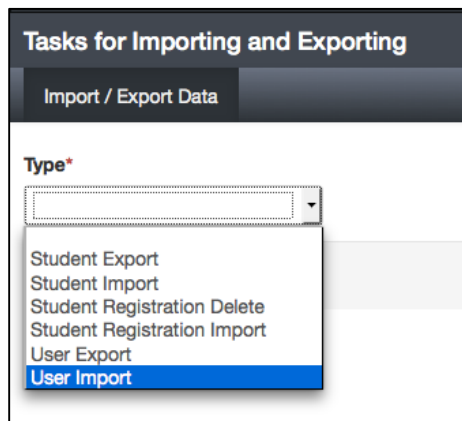 Tasks for Importing and Exporting
Import / Export Data
Type*
Student Export
Student Import
Student Registration Delete
Student Registration Import
User Export
User Import